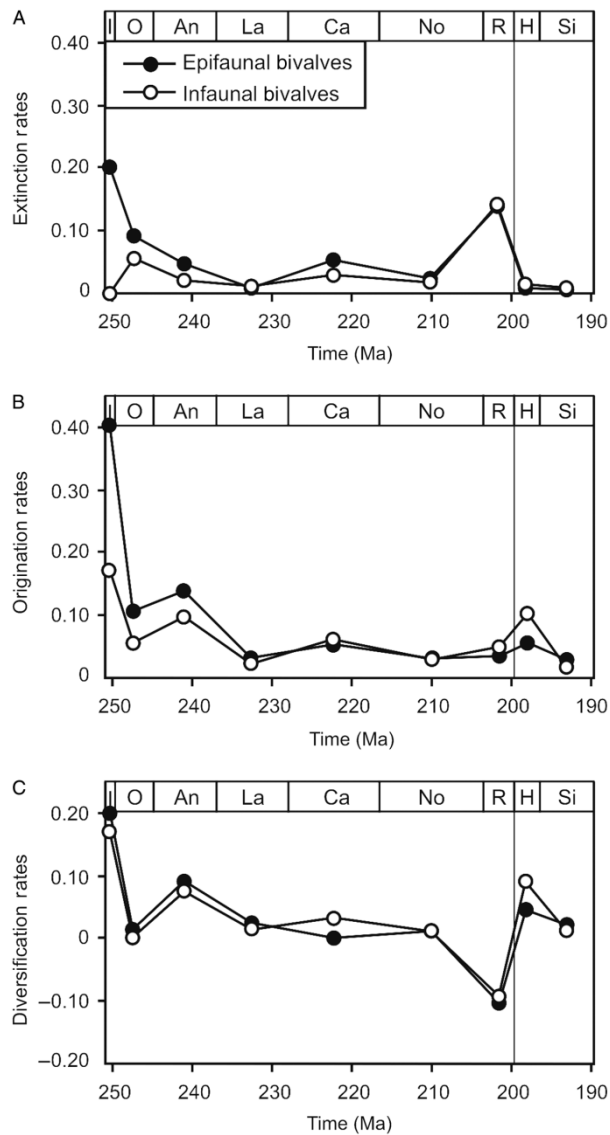 A
I O An La Ca No R H Si
0.40
Epifaunal bivalves
Infaunal bivalves
0.30
0.20
0.10
0
Extinction rates
250 240 230 220 210 200 190
Time (Ma)
B
I O An La Ca No R H Si
0.40
0.30
0.20
0.10
0
Origination rates
250 240 230 220 210 200 190
Time (Ma)
C
I O An La Ca No R H Si
0.20
0.10
0
–0.10
–0.20
Diversification rates
250 240 230 220 210 200 190
Time (Ma)